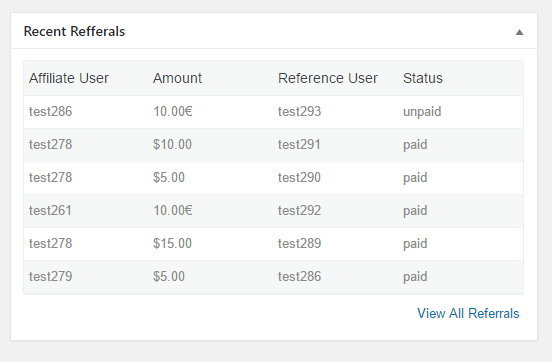 Recent Refferals
Affiliate User Amount Reference User Status
test286 10.00€ test293 unpaid
test278 $10.00 test291 paid
test278 $5.00 test290 paid
test261 10.00€ test292 paid
test278 $15.00 test289 paid
test279 $5.00 test286 paid
View All Referrals